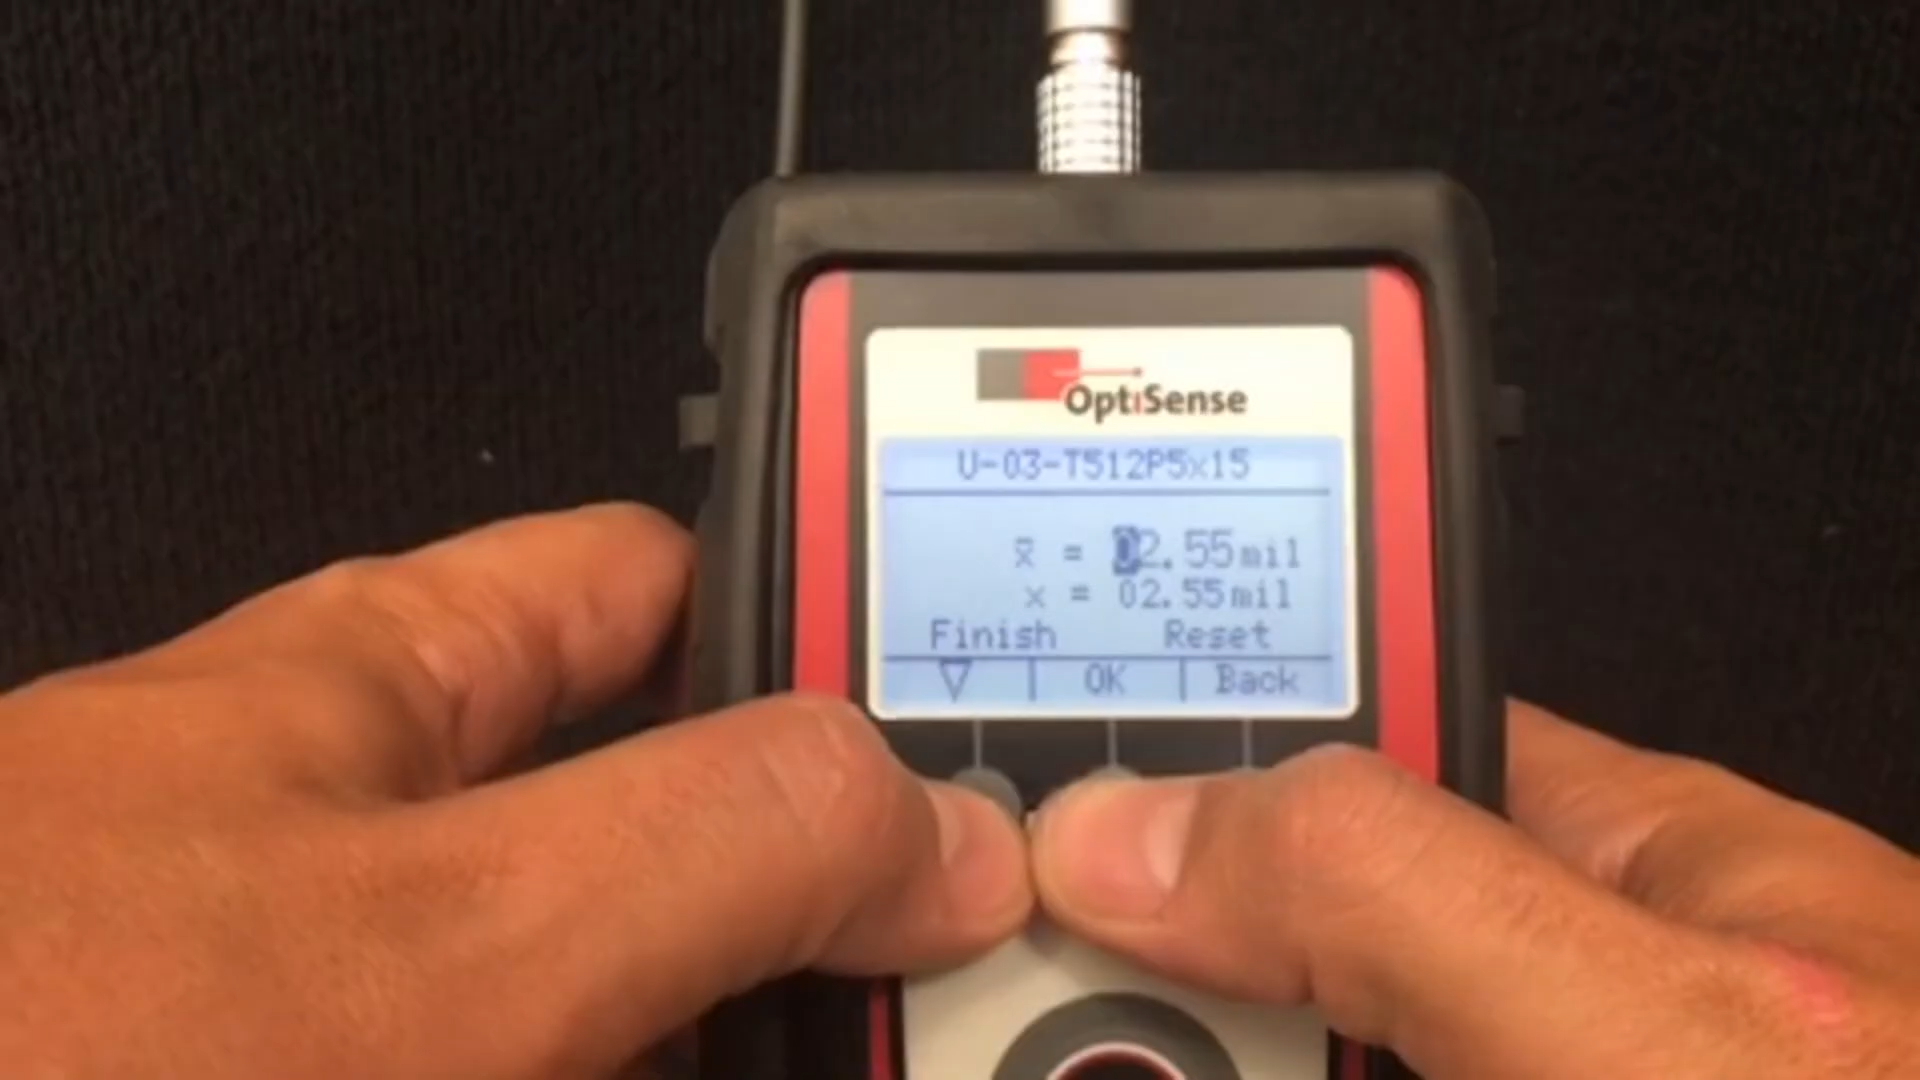 OptiSense
U-03-T512P5x15
x̄ = 02.55mil
x = 02.55mil
Finish Reset
OK Back